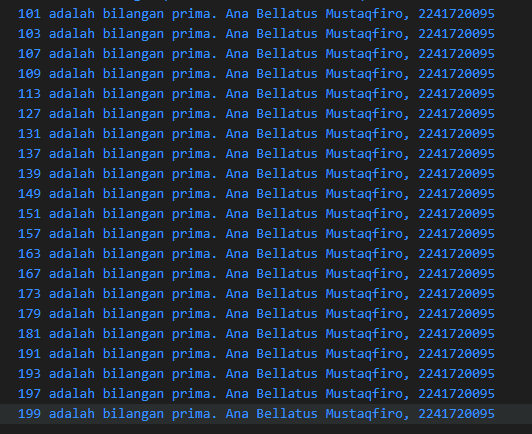 101 adalah bilangan prima. Ana Bellatus Mustaqfiro, 2241720095
103 adalah bilangan prima. Ana Bellatus Mustaqfiro, 2241720095
107 adalah bilangan prima. Ana Bellatus Mustaqfiro, 2241720095
109 adalah bilangan prima. Ana Bellatus Mustaqfiro, 2241720095
113 adalah bilangan prima. Ana Bellatus Mustaqfiro, 2241720095
127 adalah bilangan prima. Ana Bellatus Mustaqfiro, 2241720095
131 adalah bilangan prima. Ana Bellatus Mustaqfiro, 2241720095
137 adalah bilangan prima. Ana Bellatus Mustaqfiro, 2241720095
139 adalah bilangan prima. Ana Bellatus Mustaqfiro, 2241720095
149 adalah bilangan prima. Ana Bellatus Mustaqfiro, 2241720095
151 adalah bilangan prima. Ana Bellatus Mustaqfiro, 2241720095
157 adalah bilangan prima. Ana Bellatus Mustaqfiro, 2241720095
163 adalah bilangan prima. Ana Bellatus Mustaqfiro, 2241720095
167 adalah bilangan prima. Ana Bellatus Mustaqfiro, 2241720095
173 adalah bilangan prima. Ana Bellatus Mustaqfiro, 2241720095
179 adalah bilangan prima. Ana Bellatus Mustaqfiro, 2241720095
181 adalah bilangan prima. Ana Bellatus Mustaqfiro, 2241720095
191 adalah bilangan prima. Ana Bellatus Mustaqfiro, 2241720095
193 adalah bilangan prima. Ana Bellatus Mustaqfiro, 2241720095
197 adalah bilangan prima. Ana Bellatus Mustaqfiro, 2241720095
199 adalah bilangan prima. Ana Bellatus Mustaqfiro, 2241720095